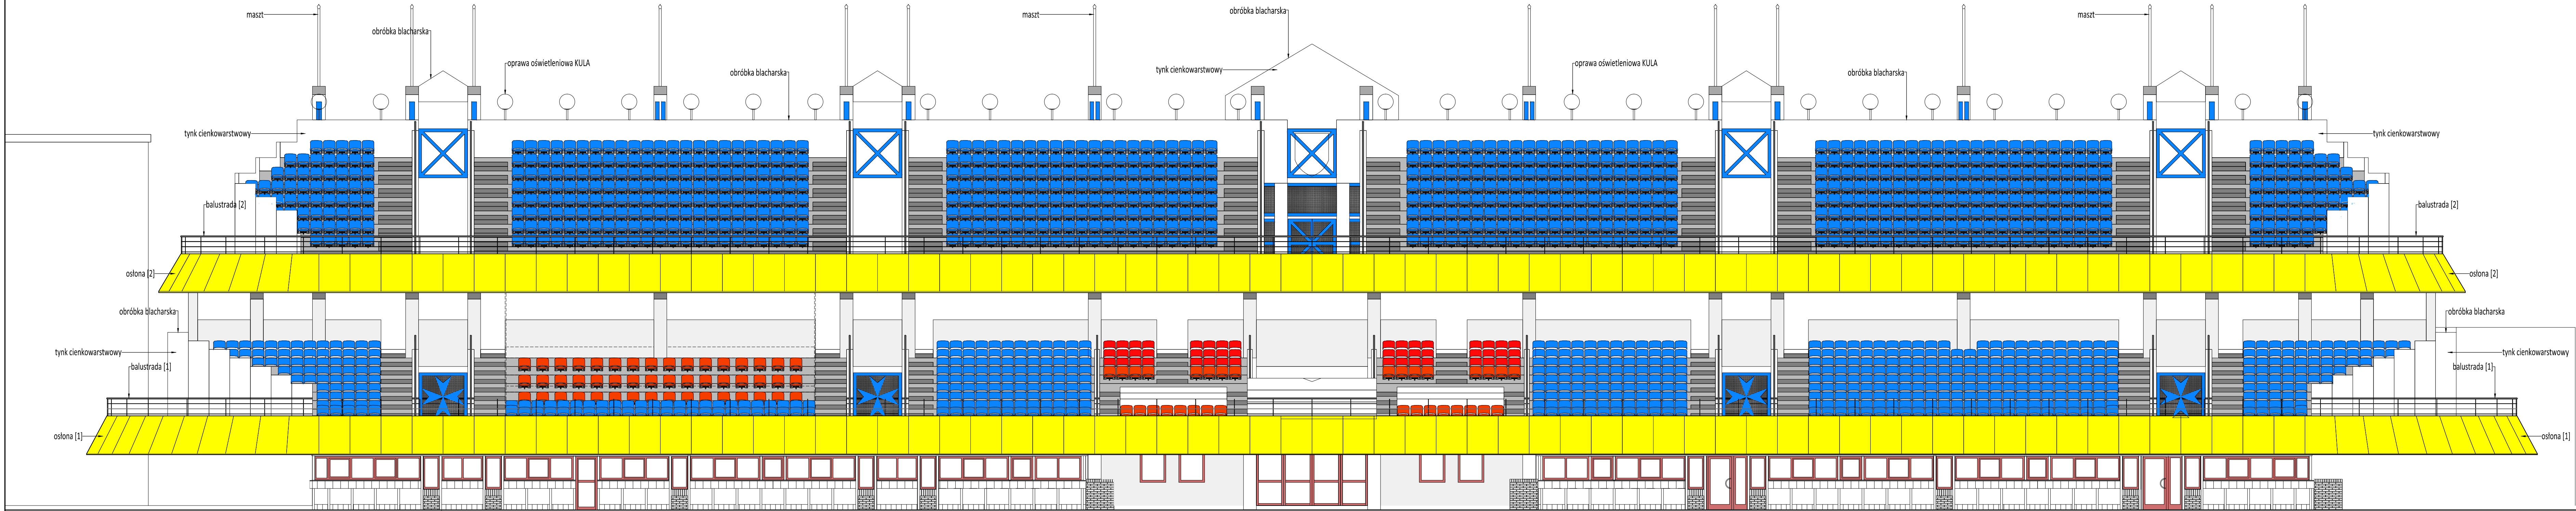 maszt
maszt
obróbka blacharska
maszt
obróbka blacharska
oprawa oświetleniowa KULA
obróbka blacharska
tynk cienkowarstwowy
oprawa oświetleniowa KULA
obróbka blacharska
tynk cienkowarstwowy
tynk cienkowarstwowy
balustrada [2]
balustrada [2]
osłona [2]
osłona [2]
obróbka blacharska
obróbka blacharska
tynk cienkowarstwowy
tynk cienkowarstwowy
balustrada [1]
balustrada [1]
osłona [1]
osłona [1]